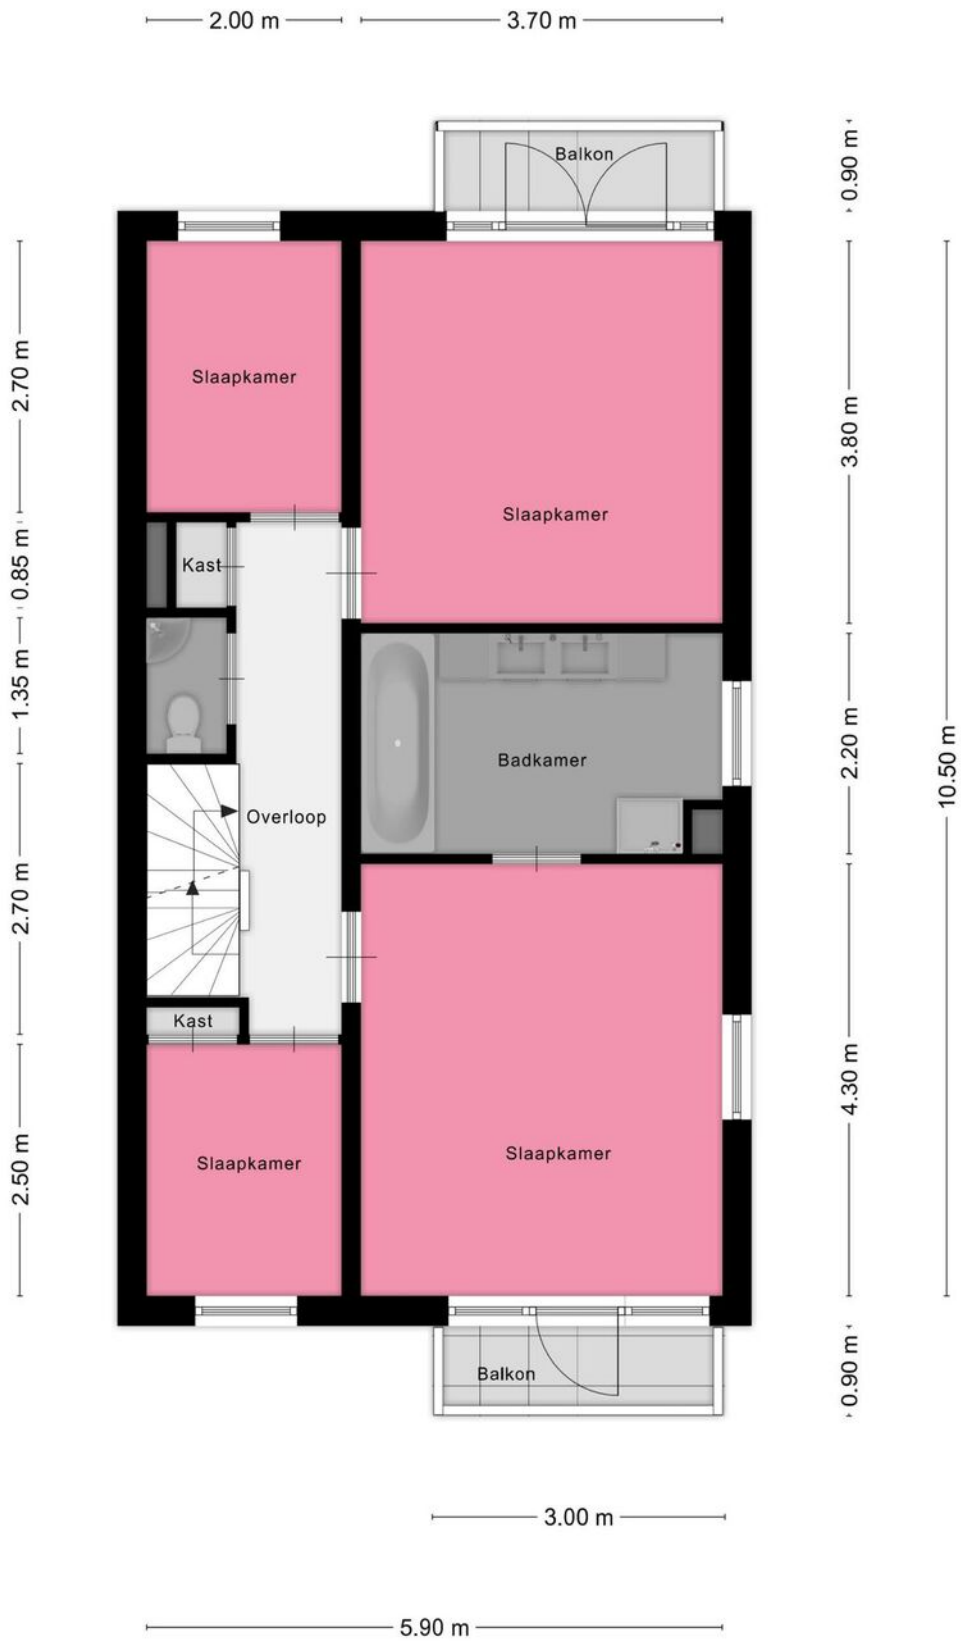 2.00 m
3.70 m
Balkon
0.90 m
Slaapkamer
2.70 m
3.80 m
Slaapkamer
Kast
0.85 m
1.35 m
Badkamer
2.20 m
10.50 m
Overloop
2.70 m
Kast
4.30 m
Slaapkamer
Slaapkamer
2.50 m
Balkon
0.90 m
3.00 m
5.90 m